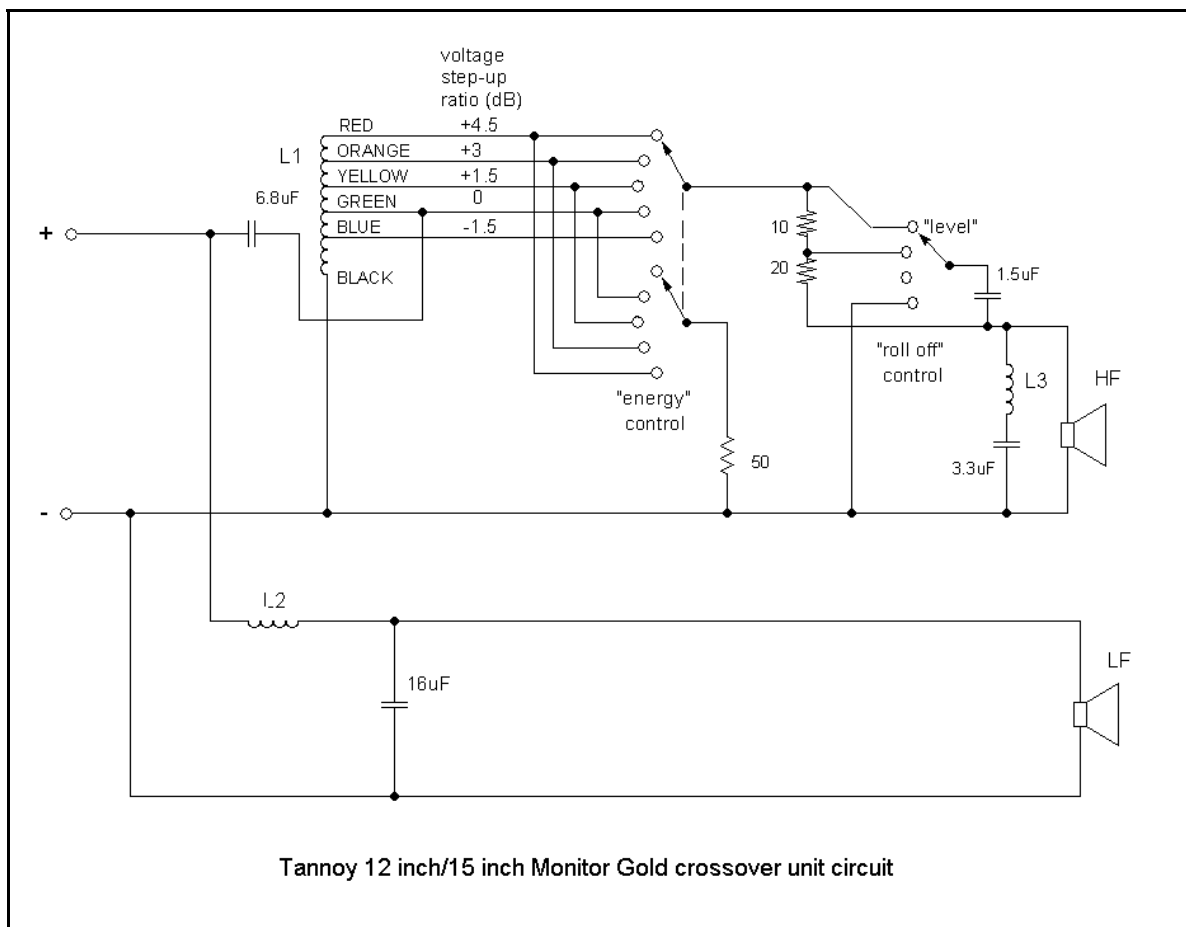 voltage
step-up
ratio (dB)
RED +4.5
L1
ORANGE +3
YELLOW +1.5
6.8uF
GREEN 0
BLUE -1.5
+
BLACK
10
"level"
20
1.5uF
"roll off"
control
L3
HF
"energy"
control
50
3.3uF
-
L2
16uF
LF
Tannoy 12 inch/15 inch Monitor Gold crossover unit circuit